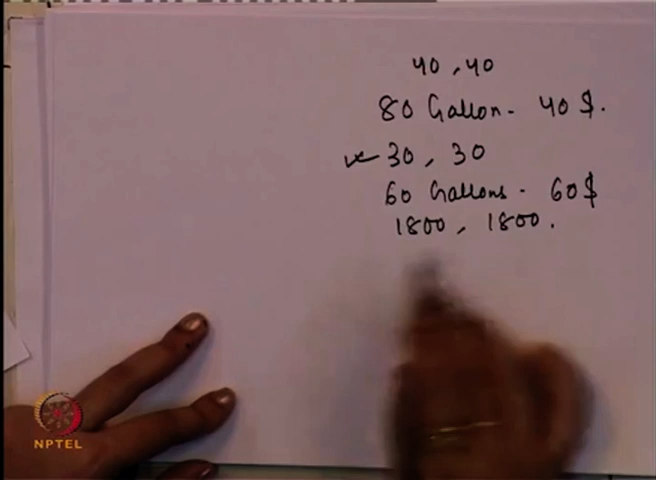 40, 40
80 Gallon - 40 $.
30, 30
60 Gallons - 60 $
1800, 1800.
NPTEL